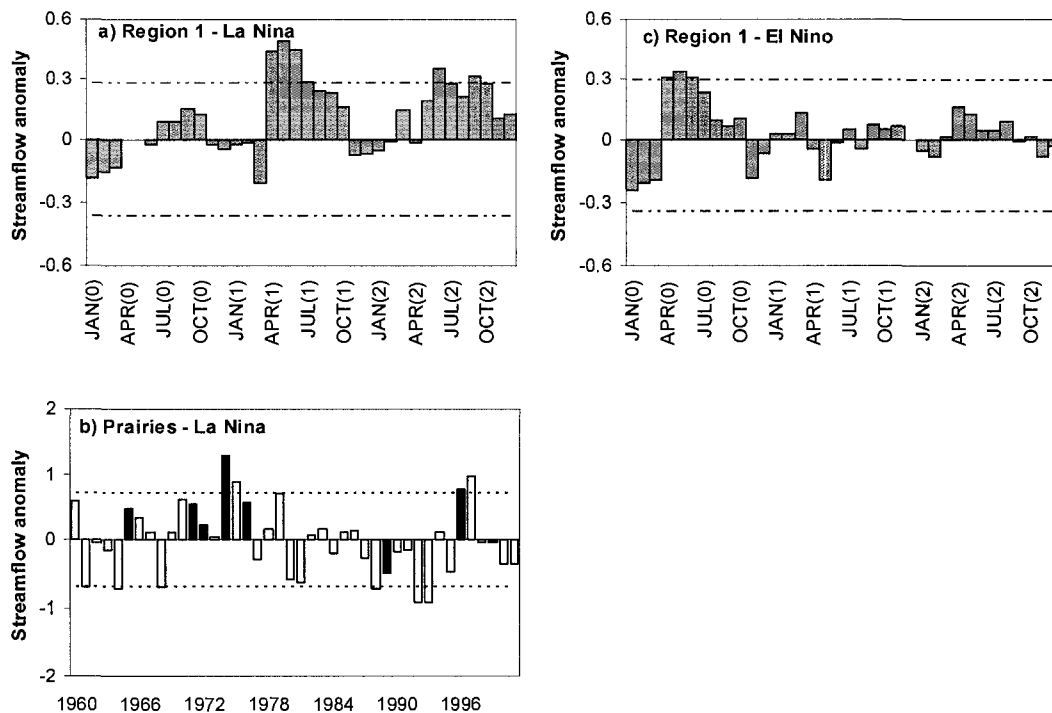 a) Region 1 - La Nina
Streamflow anomaly
0.6
0.3
0
-0.3
-0.6
JAN(0)
APR(0)
JUL(0)
OCT(0)
JAN(1)
APR(1)
JUL(1)
OCT(1)
JAN(2)
APR(2)
JUL(2)
OCT(2)
c) Region 1 - El Nino
Streamflow anomaly
0.6
0.3
0
-0.3
-0.6
JAN(0)
APR(0)
JUL(0)
OCT(0)
JAN(1)
APR(1)
JUL(1)
OCT(1)
JAN(2)
APR(2)
JUL(2)
OCT(2)
b) Prairies - La Nina
Streamflow anomaly
2
1
0
-1
-2
1960 1966 1972 1978 1984 1990 1996